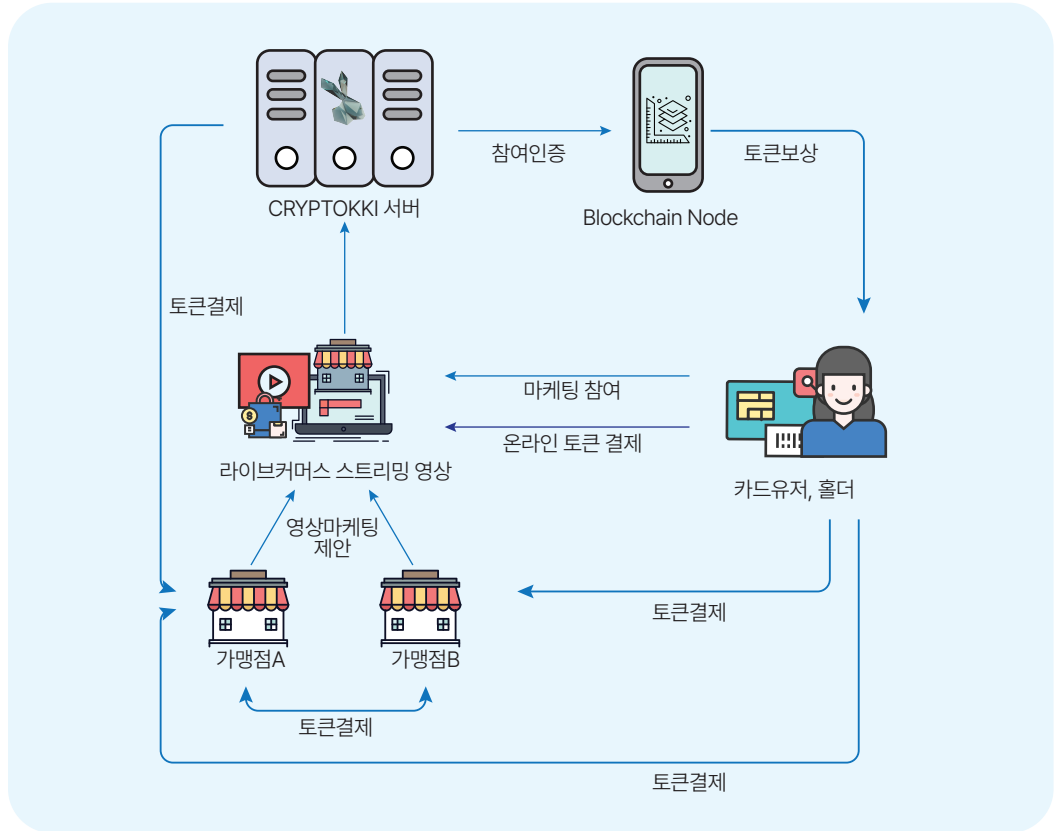 참여인증
토큰보상
CRYPTOKKI 서버
Blockchain Node
토큰결제
마케팅 참여
온라인 토큰 결제
라이브커머스 스트리밍 영상
카드유저, 홀더
영상마케팅
제안
토큰결제
가맹점A
가맹점B
토큰결제
토큰결제